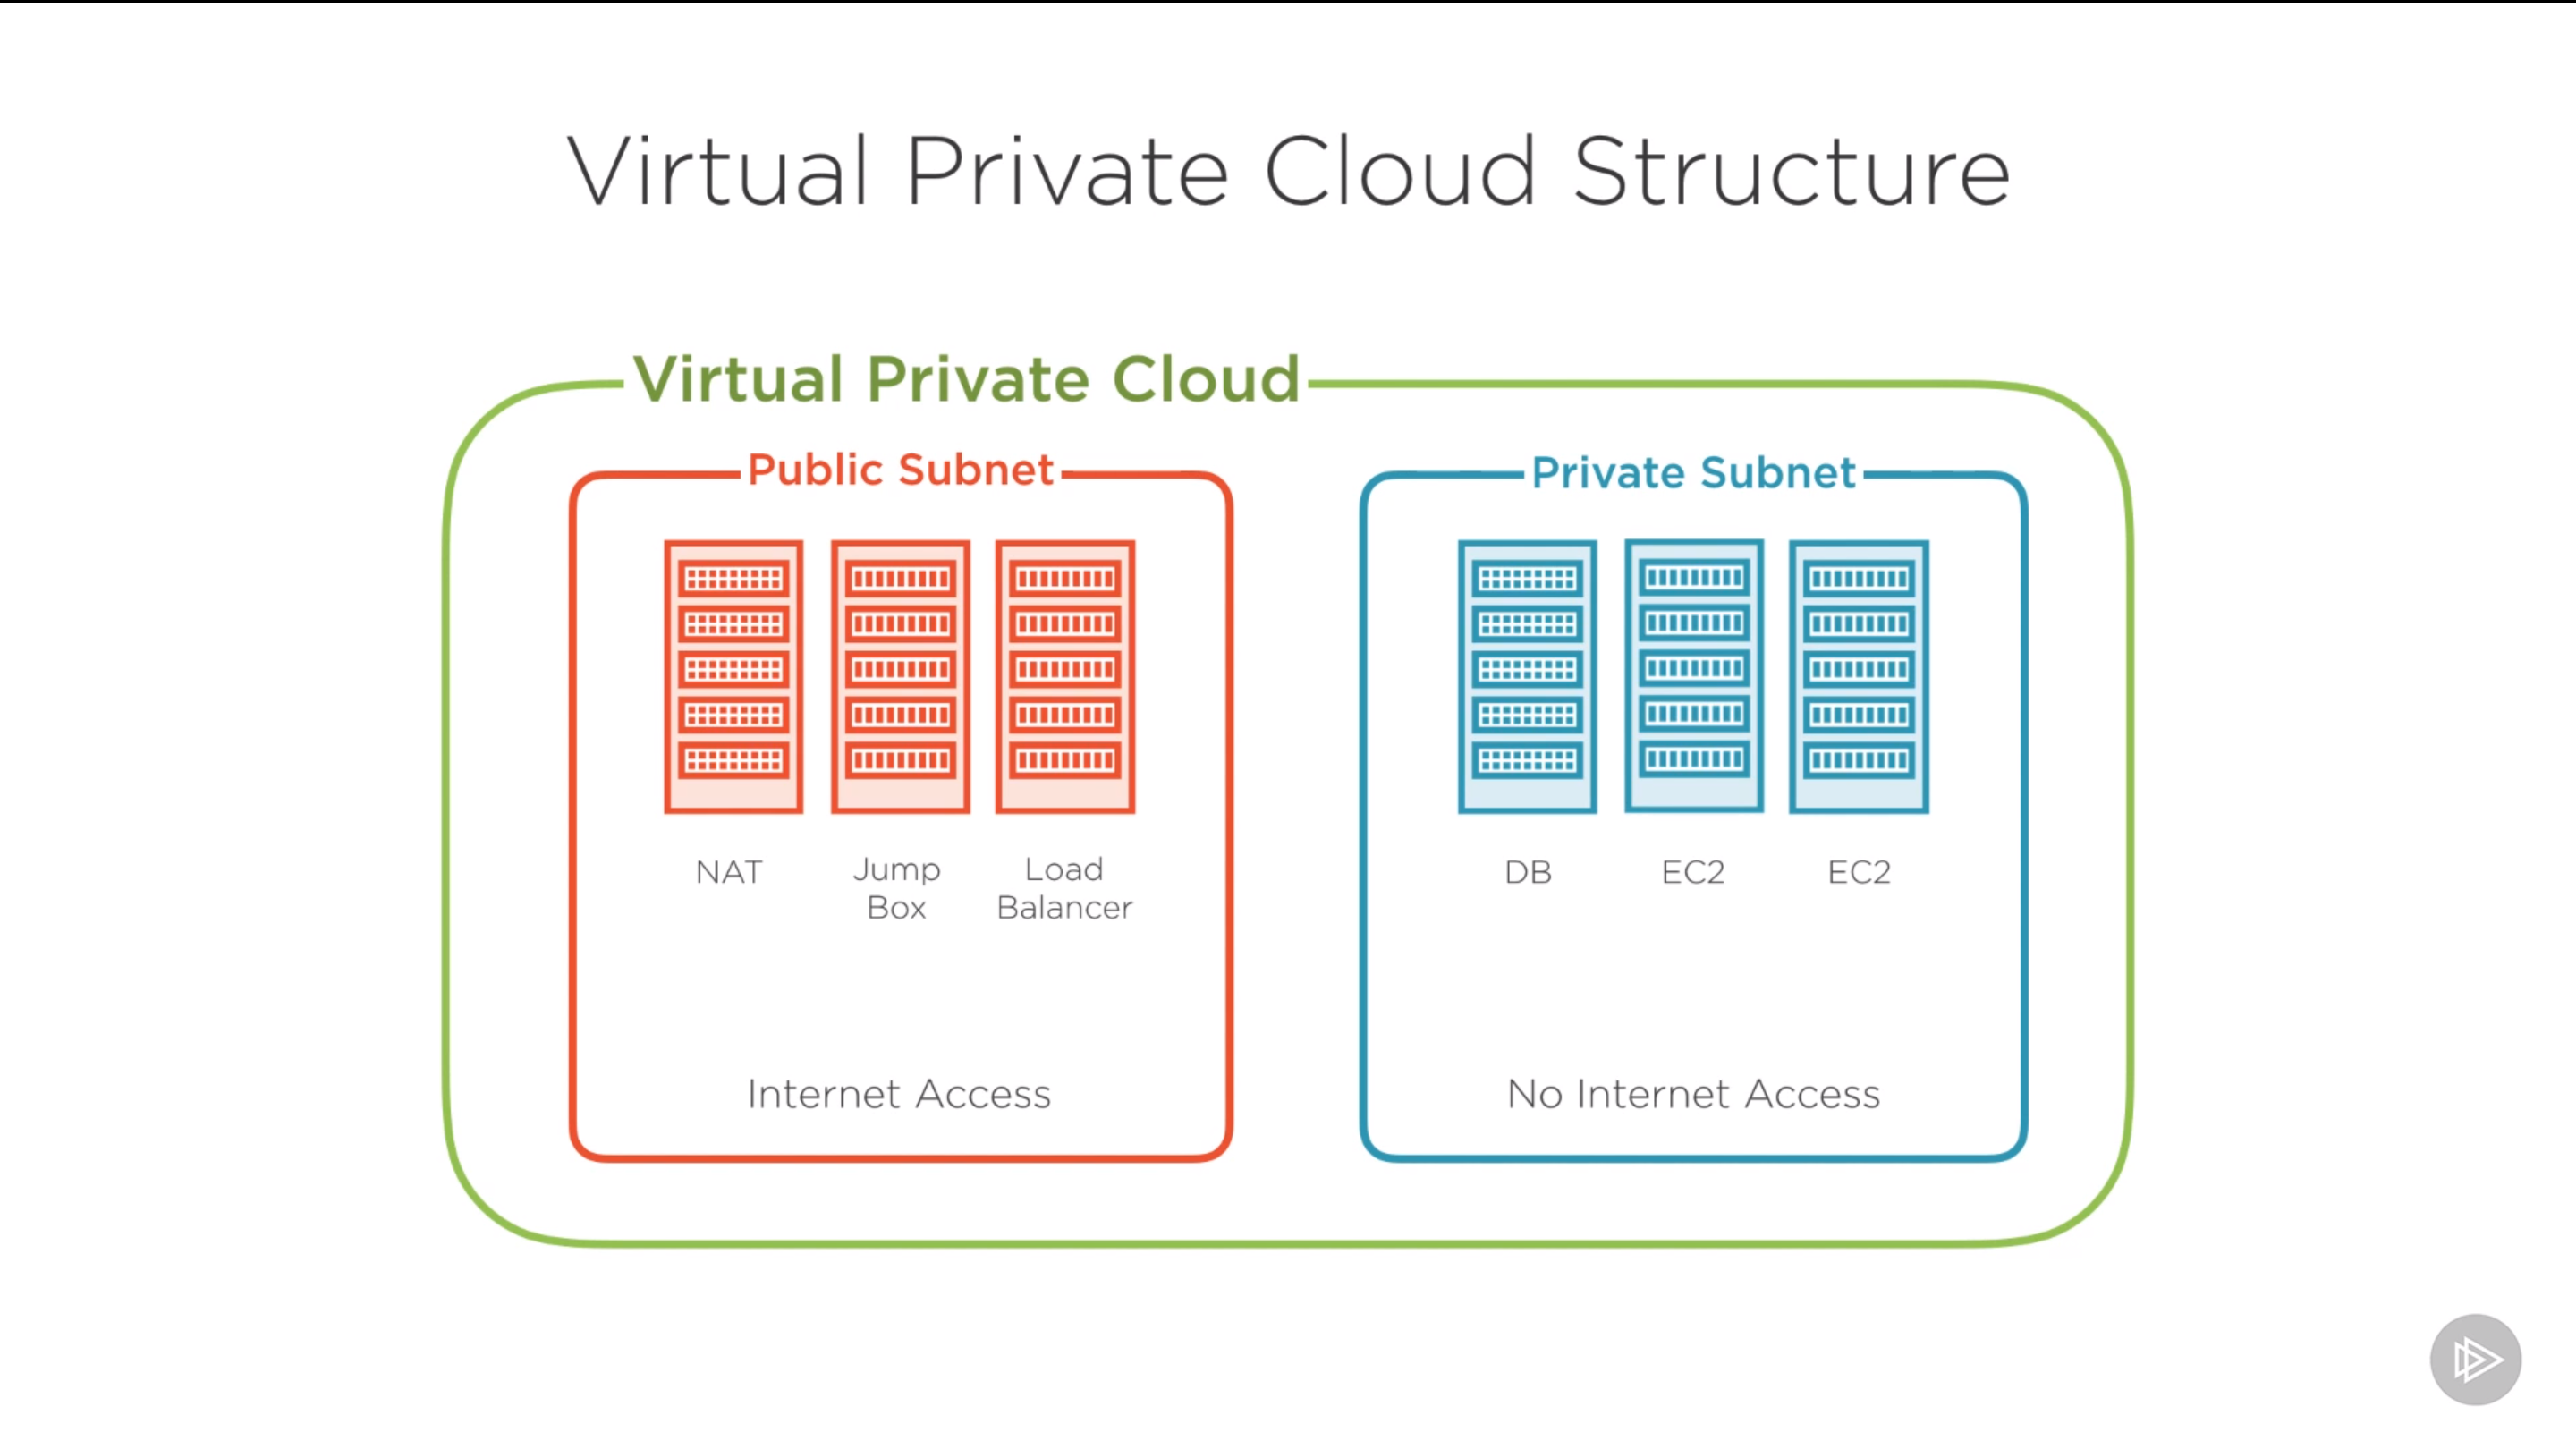 Virtual Private Cloud Structure
Virtual Private Cloud
Public Subnet
NAT
Jump
Box
Load
Balancer
Internet Access
Private Subnet
DB
EC2
EC2
No Internet Access